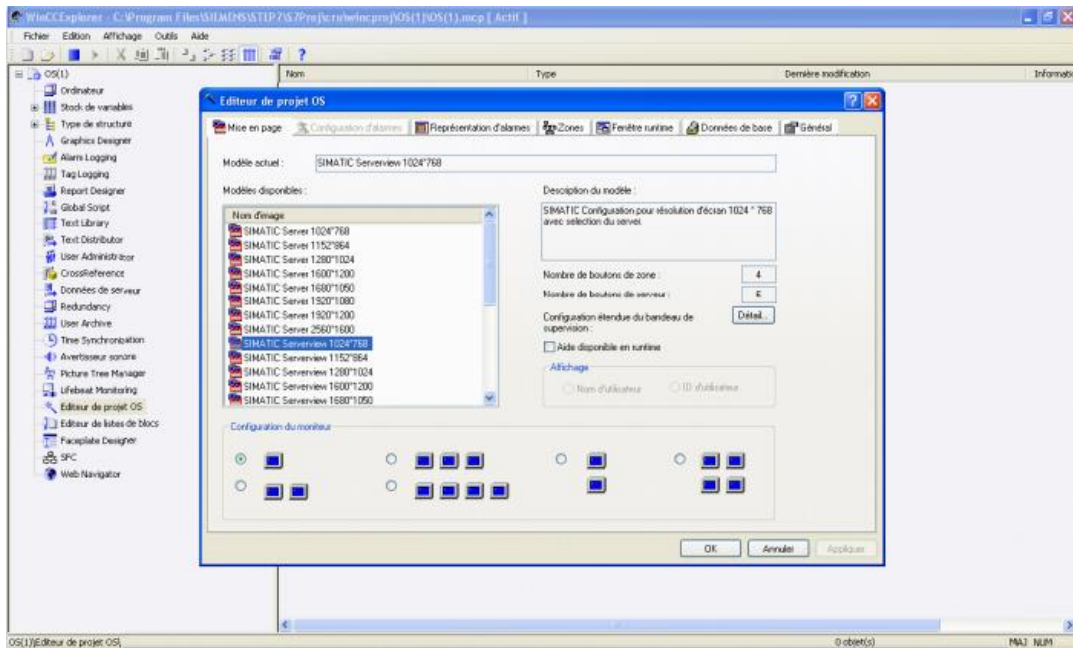 WinCCExplorer - C:\Program Files\SIEMENS\STEP7\S7Proj\cru\wincproj\OS(1)\OS(1).mcp [ Actif ]
Fichier Edition Affichage Outils Aide
OS(1)
Ordinateur
Stock de variables
Type de structure
Graphics Designer
Alarm Logging
Tag Logging
Report Designer
Global Script
Text Library
Text Distributor
User Administrator
CrossReference
Données de serveur
Redundancy
User Archive
Time Synchronization
Avertisseur sonore
Picture Tree Manager
Lifebeat Monitoring
Editeur de projet OS
Editeur de listes de blocs
Faceplate Designer
SFC
Web Navigator
Nom Type Dernière modification Informatio
Editeur de projet OS
Mise en page Configuration d'alarmes Représentation d'alarmes Zones Fenêtre runtime Données de base Général
Modèle actuel : SIMATIC Serverview 1024*768
Modèles disponibles :
Nom d'image
SIMATIC Server 1024*768
SIMATIC Server 1152*864
SIMATIC Server 1280*1024
SIMATIC Server 1600*1200
SIMATIC Server 1680*1050
SIMATIC Server 1920*1080
SIMATIC Server 1920*1200
SIMATIC Server 2560*1600
SIMATIC Serverview 1024*768
SIMATIC Serverview 1152*864
SIMATIC Serverview 1280*1024
SIMATIC Serverview 1600*1200
SIMATIC Serverview 1680*1050
Description du modèle :
SIMATIC Configuration pour résolution d'écran 1024 * 768
avec selection du server.
Nombre de boutons de zone : 4
Nombre de boutons de serveur : 6
Configuration étendue du bandeau de
supervision :
Détail...
Aide disponible en runtime
Affichage
Nom d'utilisateur ID d'utilisateur
Configuration du moniteur
OK Annuler Appliquer
OS(1)\Editeur de projet OS\ 0 objet(s) MAJ NUM